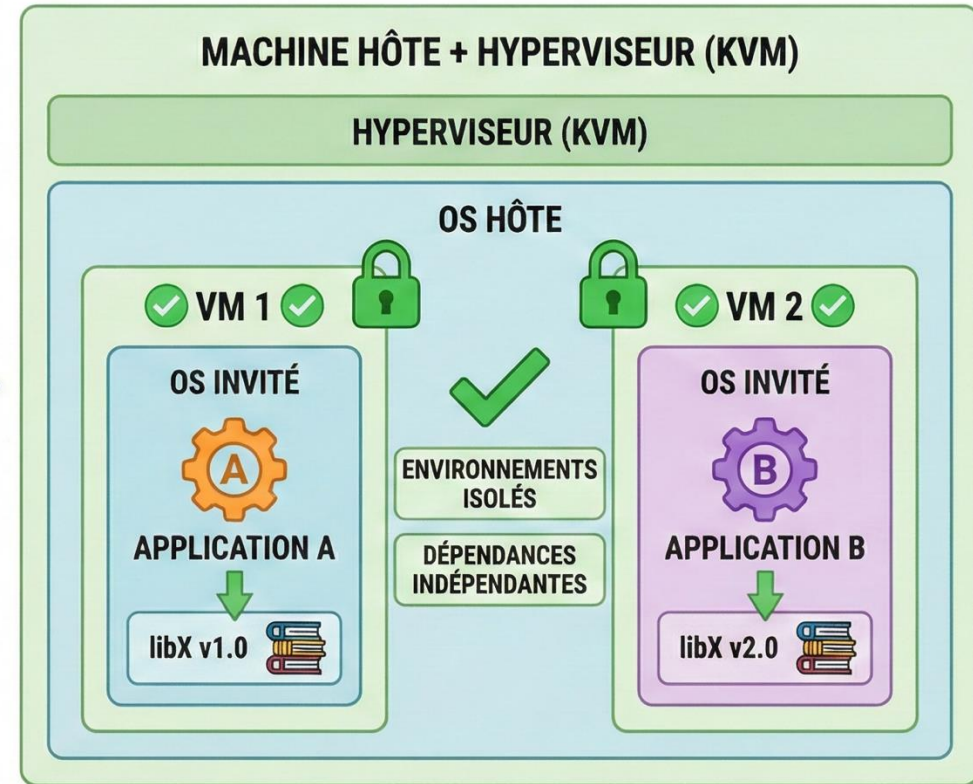 MACHINE HÔTE + HYPERVISEUR (KVM)
HYPERVISEUR (KVM)
OS HÔTE
VM 1
OS INVITÉ
A
APPLICATION A
libX v1.0
ENVIRONNEMENTS
ISOLÉS
DÉPENDANCES
INDÉPENDANTES
VM 2
OS INVITÉ
B
APPLICATION B
libX v2.0